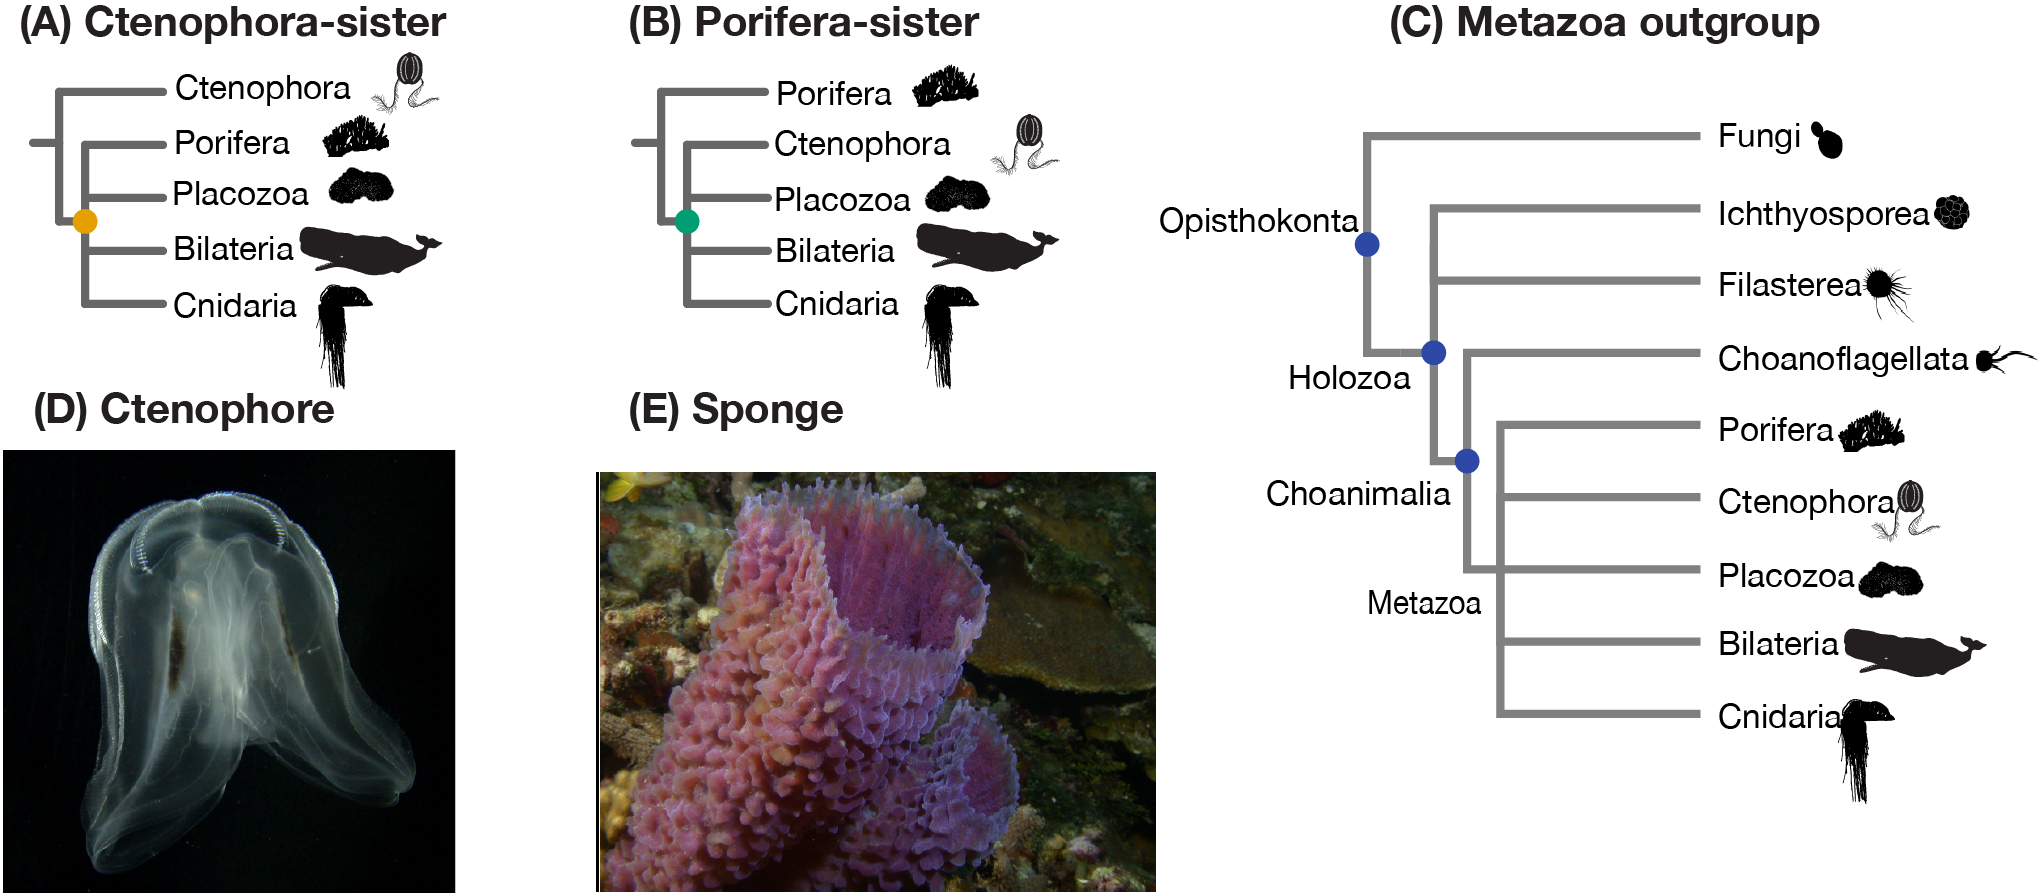 (A) Ctenophora-sister
Ctenophora
Porifera
Placozoa
Bilateria
Cnidaria
(B) Porifera-sister
Porifera
Ctenophora
Placozoa
Bilateria
Cnidaria
(C) Metazoa outgroup
Fungi
Ichthyosporea
Opisthokonta
Filasterea
Choanoflagellata
Holozoa
Porifera
Choanimalia
Ctenophora
Placozoa
Metazoa
Bilateria
Cnidaria
(D) Ctenophore
(E) Sponge